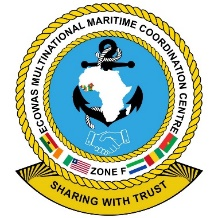 ECOWAS MULTINATIONAL MARITIME COORDINATION CENTRE
ZONE F
SHARING WITH TRUST